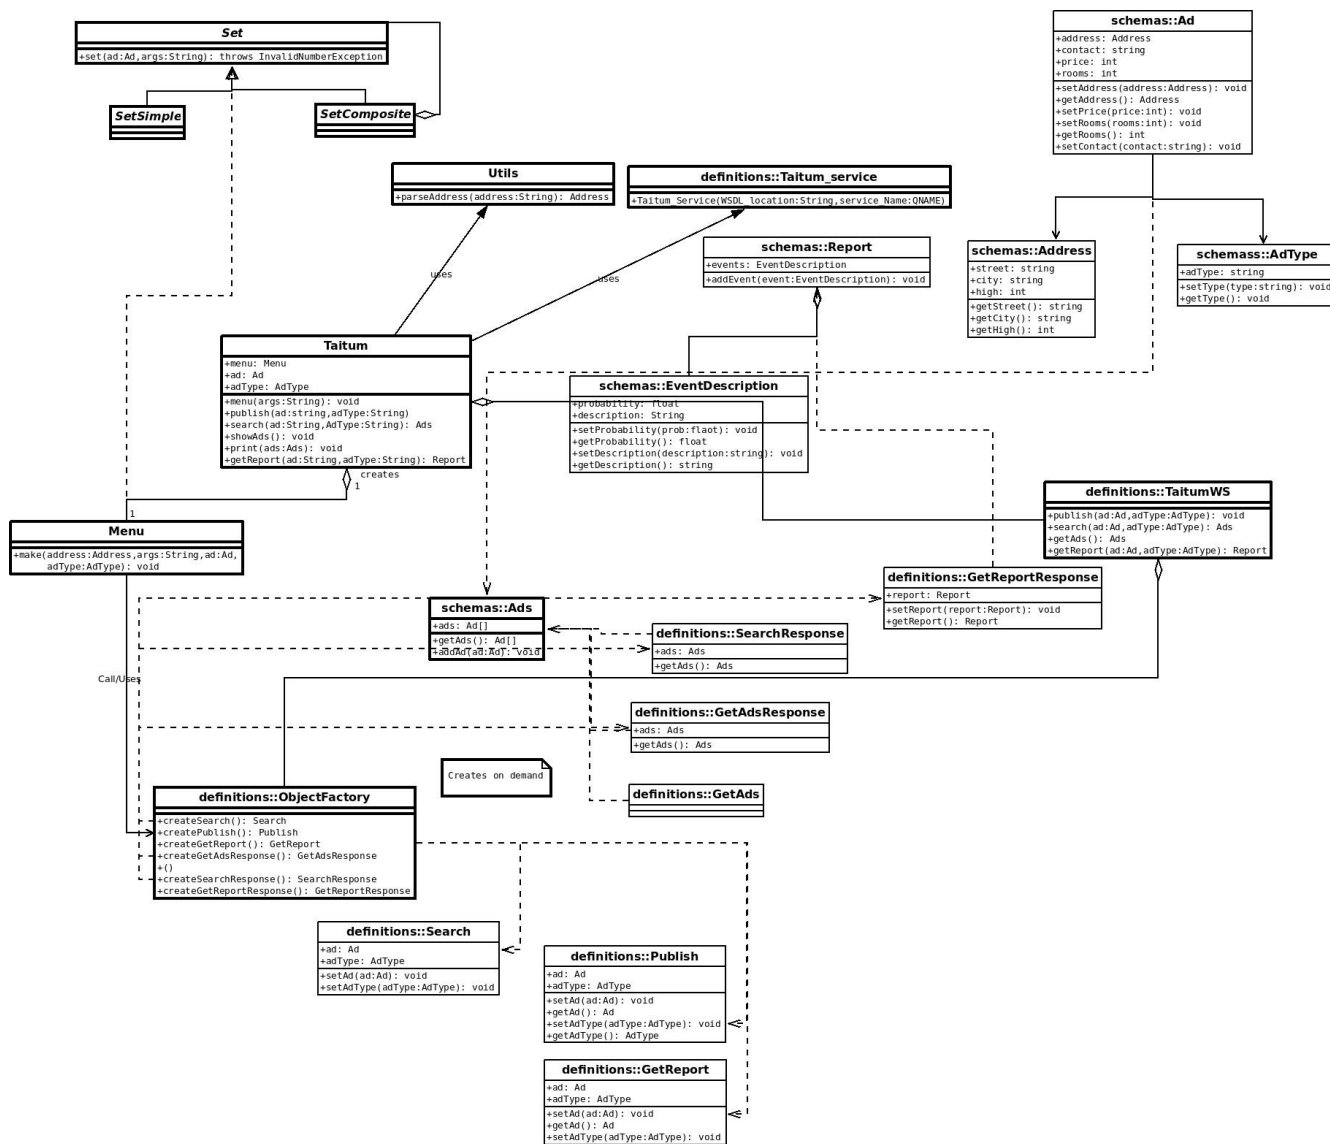 Set
+set(ad:Ad,args:String): throws InvalidNumberException
SetSimple
SetComposite
schemas::Ad
+address: Address
+contact: string
+price: int
+rooms: int
+setAddress(address:Address): void
+getAddress(): Address
+setPrice(price:int): void
+setRooms(rooms:int): void
+getRooms(): int
+setContact(contact:string): void
Utils
+parseAddress(address:String): Address
definitions::Taitum_service
+Taitum_Service(WSDL_location:String,service_Name:QNAME)
uses
uses
schemas::Report
+events: EventDescription
+addEvent(event:EventDescription): void
schemas::Address
+street: string
+city: string
+high: int
+getStreet(): string
+getCity(): string
+getHigh(): int
schemass::AdType
+adType: string
+setType(type:string): void
+getType(): void
Taitum
+menu: Menu
+ad: Ad
+adType: AdType
+menu(args:String): void
+publish(ad:string,adType:String)
+search(ad:String,AdType:String): Ads
+showAds(): void
+print(ads:Ads): void
+getReport(ad:String,adType:String): Report
creates
1
1
schemas::EventDescription
+probability: float
+description: String
+setProbability(prob:flaot): void
+getProbability(): float
+setDescription(description:string): void
+getDescription(): string
definitions::TaitumWS
+publish(ad:Ad,adType:AdType): void
+search(ad:Ad,adType:AdType): Ads
+getAds(): Ads
+getReport(ad:Ad,adType:AdType): Report
Menu
+make(address:Address,args:String,ad:Ad,
adType:AdType): void
definitions::GetReportResponse
+report: Report
+setReport(report:Report): void
+getReport(): Report
schemas::Ads
+ads: Ad[]
+getAds(): Ad[]
+addAd(ad:Ad): void
definitions::SearchResponse
+ads: Ads
+getAds(): Ads
Call/Uses
definitions::GetAdsResponse
+ads: Ads
+getAds(): Ads
Creates on demand
definitions::GetAds
definitions::ObjectFactory
+createSearch(): Search
+createPublish(): Publish
+createGetReport(): GetReport
+createGetAdsResponse(): GetAdsResponse
+()
+createSearchResponse(): SearchResponse
+createGetReportResponse(): GetReportResponse
definitions::Search
+ad: Ad
+adType: AdType
+setAd(ad:Ad): void
+setAdType(adType:AdType): void
definitions::Publish
+ad: Ad
+adType: AdType
+setAd(ad:Ad): void
+getAd(): Ad
+setAdType(adType:AdType): void
+getAdType(): AdType
definitions::GetReport
+ad: Ad
+adType: AdType
+setAd(ad:Ad): void
+getAd(): Ad
+setAdType(adType:AdType): void